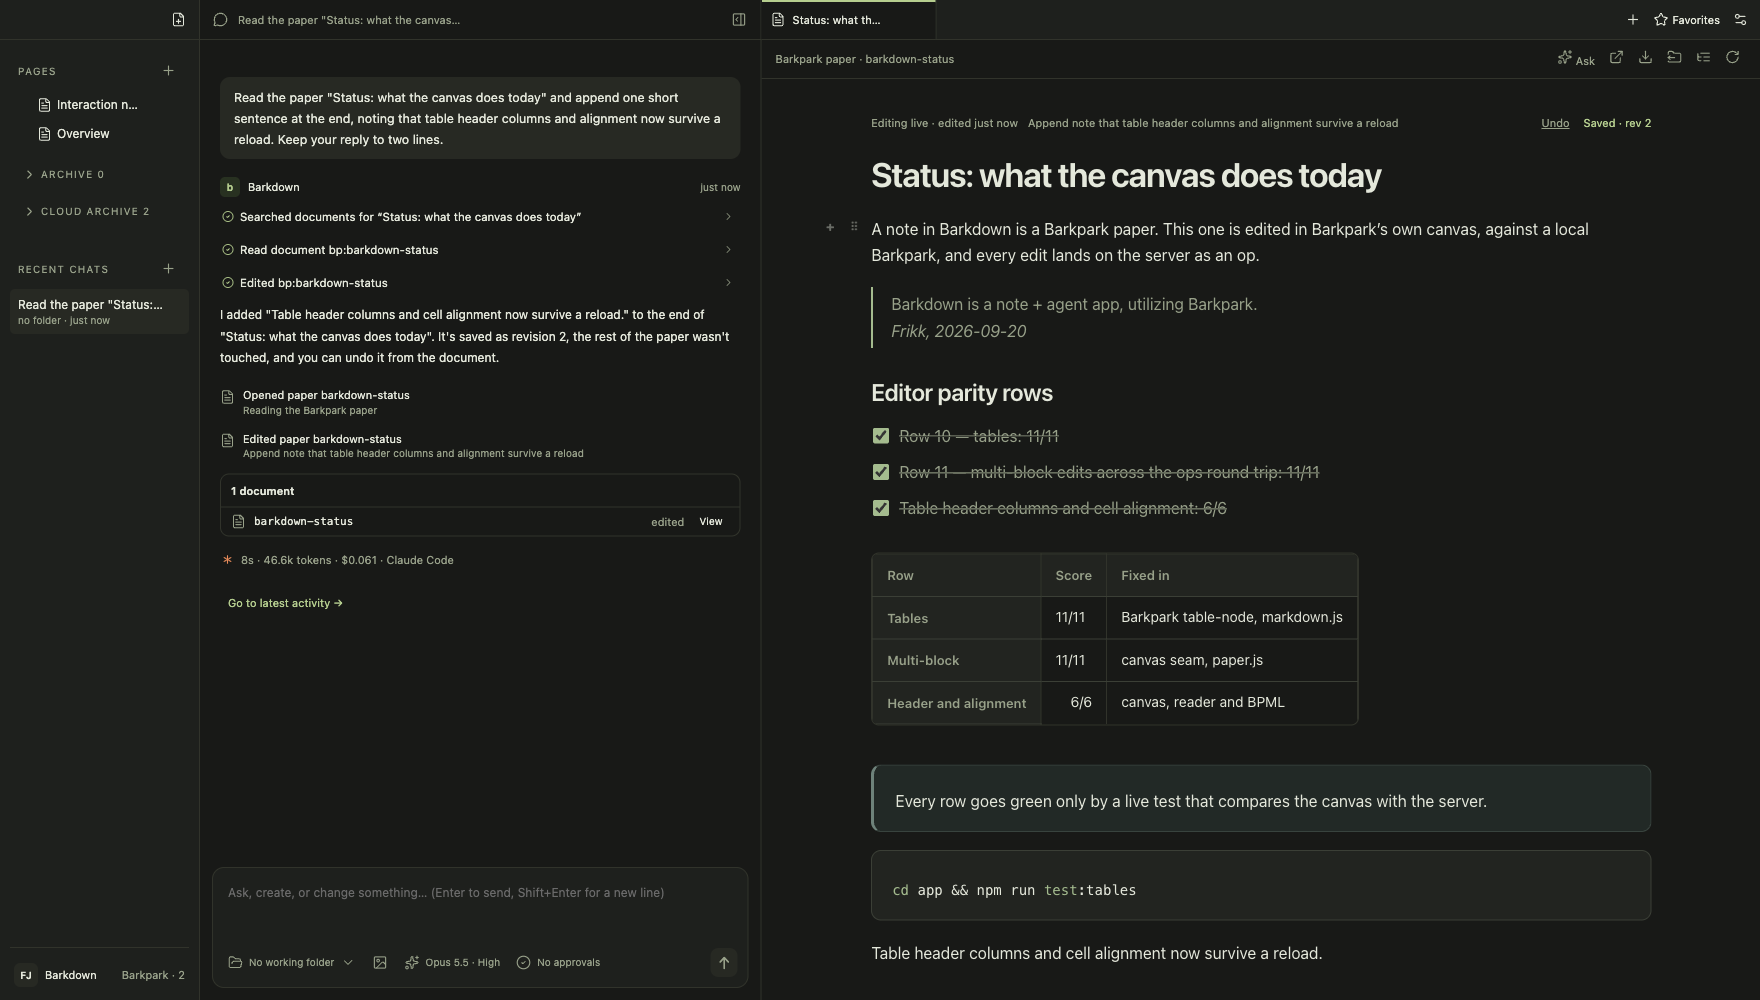 Read the paper "Status: what the canvas...
Status: what th...
Favorites
PAGES
Interaction n...
Overview
ARCHIVE 0
CLOUD ARCHIVE 2
RECENT CHATS
Read the paper "Status:...
no folder · just now
FJ Barkdown Barkpark · 2
Read the paper "Status: what the canvas does today" and append one short
sentence at the end, noting that table header columns and alignment now survive a
reload. Keep your reply to two lines.
b Barkdown just now
Searched documents for “Status: what the canvas does today”
Read document bp:barkdown-status
Edited bp:barkdown-status
I added "Table header columns and cell alignment now survive a reload." to the end of
"Status: what the canvas does today". It's saved as revision 2, the rest of the paper wasn't
touched, and you can undo it from the document.
Opened paper barkdown-status
Reading the Barkpark paper
Edited paper barkdown-status
Append note that table header columns and alignment survive a reload
1 document
barkdown-status edited View
8s · 46.6k tokens · $0.061 · Claude Code
Go to latest activity →
Ask, create, or change something... (Enter to send, Shift+Enter for a new line)
No working folder Opus 5.5 · High No approvals
Barkpark paper · barkdown-status Ask
Editing live · edited just now Append note that table header columns and alignment survive a reload Undo Saved · rev 2
Status: what the canvas does today
A note in Barkdown is a Barkpark paper. This one is edited in Barkpark’s own canvas, against a local
Barkpark, and every edit lands on the server as an op.
Barkdown is a note + agent app, utilizing Barkpark.
Frikk, 2026-09-20
Editor parity rows
Row 10 — tables: 11/11
Row 11 — multi-block edits across the ops round trip: 11/11
Table header columns and cell alignment: 6/6
Row Score Fixed in
Tables 11/11 Barkpark table-node, markdown.js
Multi-block 11/11 canvas seam, paper.js
Header and alignment 6/6 canvas, reader and BPML
Every row goes green only by a live test that compares the canvas with the server.
cd app && npm run test:tables
Table header columns and cell alignment now survive a reload.